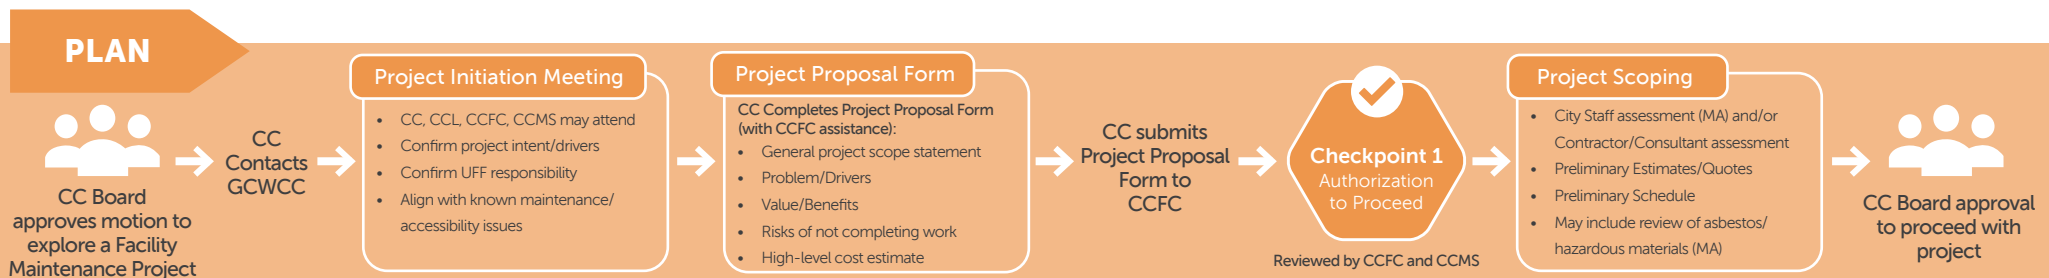 PLAN
CC Board
approves motion to
explore a Facility
Maintenance Project
CC
Contacts
GCWCC
Project Initiation Meeting
• CC, CCL, CCFC, CCMS may attend
• Confirm project intent/drivers
• Confirm UFF responsibility
• Align with known maintenance/
accessibility issues
Project Proposal Form
CC Completes Project Proposal Form
(with CCFC assistance):
• General project scope statement
• Problem/Drivers
• Value/Benefits
• Risks of not completing work
• High-level cost estimate
CC submits
Project Proposal
Form to
CCFC
Checkpoint 1
Authorization
to Proceed
Reviewed by CCFC and CCMS
Project Scoping
• City Staff assessment (MA) and/or
Contractor/Consultant assessment
• Preliminary Estimates/Quotes
• Preliminary Schedule
• May include review of asbestos/
hazardous materials (MA)
CC Board approval
to proceed with
project